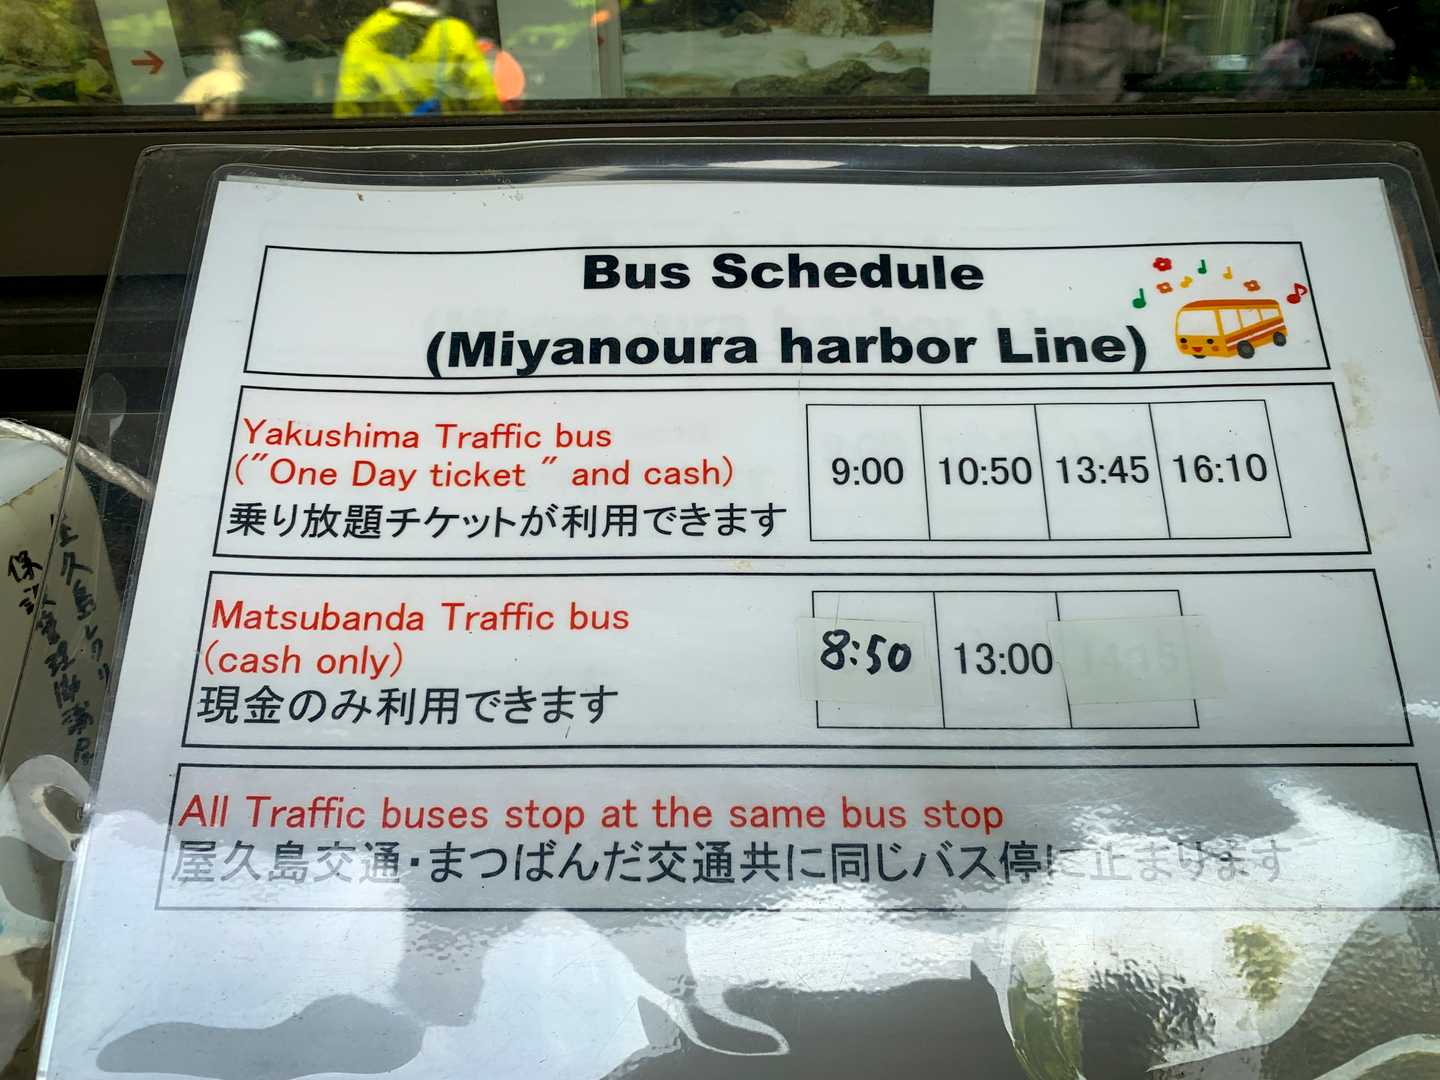 Bus Schedule
(Miyanoura harbor Line)
Yakushima Traffic bus
("One Day ticket " and cash)
乗り放題チケットが利用できます
9:00 10:50 13:45 16:10
Matsubanda Traffic bus
(cash only)
現金のみ利用できます
8:50 13:00
All Traffic buses stop at the same bus stop
屋久島交通・まつばんだ交通共に同じバス停に止まります